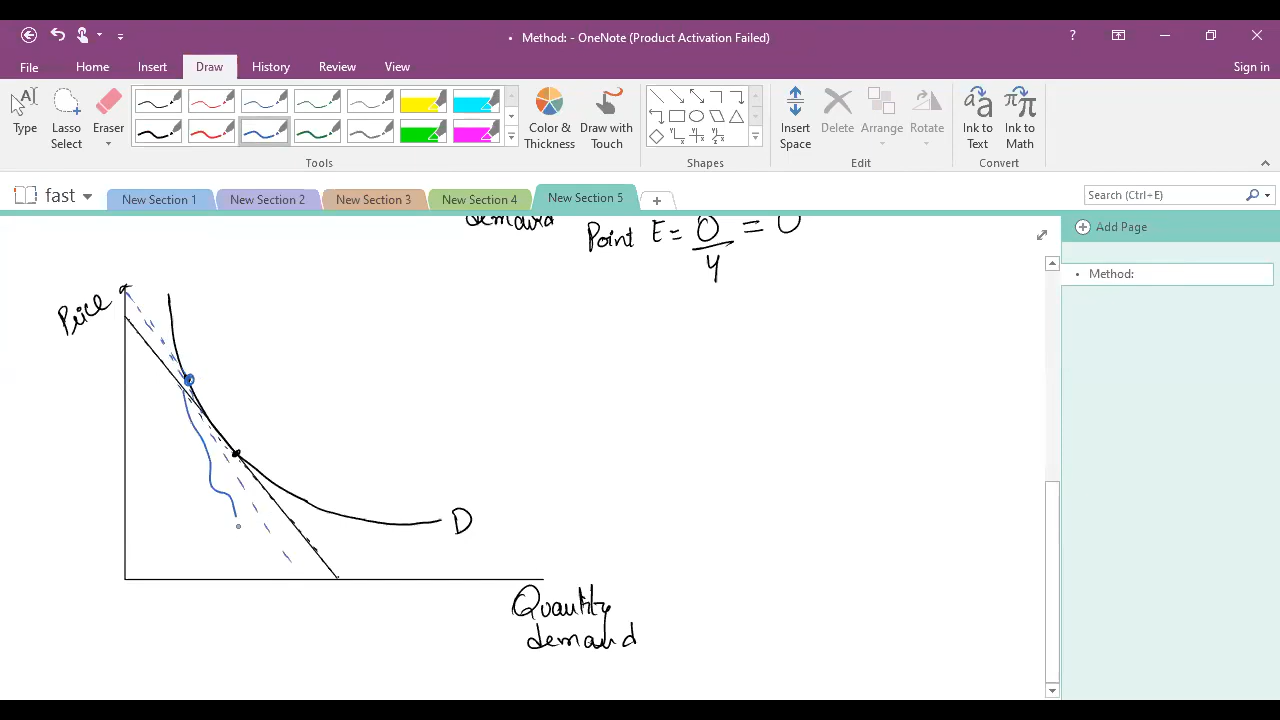 Method: - OneNote (Product Activation Failed)
?
Sign in
File Home Insert Draw History Review View
Type
Lasso Select
Eraser
Color & Thickness
Draw with Touch
Insert Space
Delete
Arrange
Rotate
Ink to Text
Ink to Math
Tools
Shapes
Edit
Convert
fast
New Section 1
New Section 2
New Section 3
New Section 4
New Section 5
Search (Ctrl+E)
Add Page
Method:
demand
Point E = 0/4 = 0
Price
D
Quantity
demand